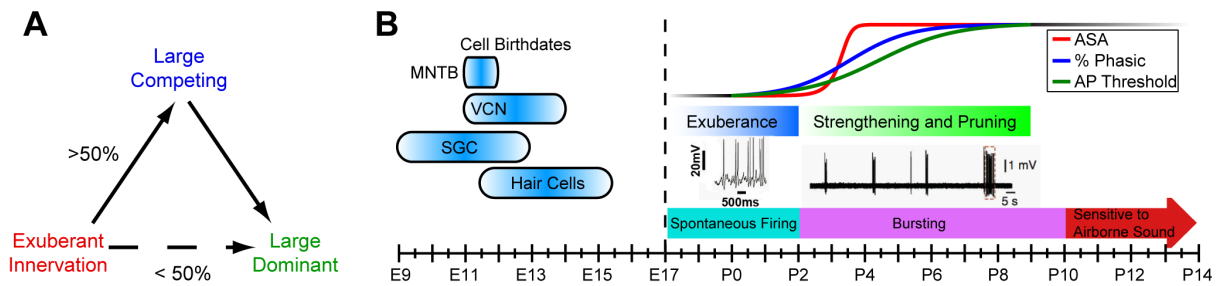 A
Large
Competing
>50%
Exuberant
Innervation
< 50%
Large
Dominant
B
Cell Birthdates
MNTB
VCN
SGC
Hair Cells
ASA
% Phasic
AP Threshold
Exuberance
Strengthening and Pruning
20mV
500ms
1 mV
5 s
Spontaneous Firing
Bursting
Sensitive to
Airborne Sound
E9 E11 E13 E15 E17 P0 P2 P4 P6 P8 P10 P12 P14